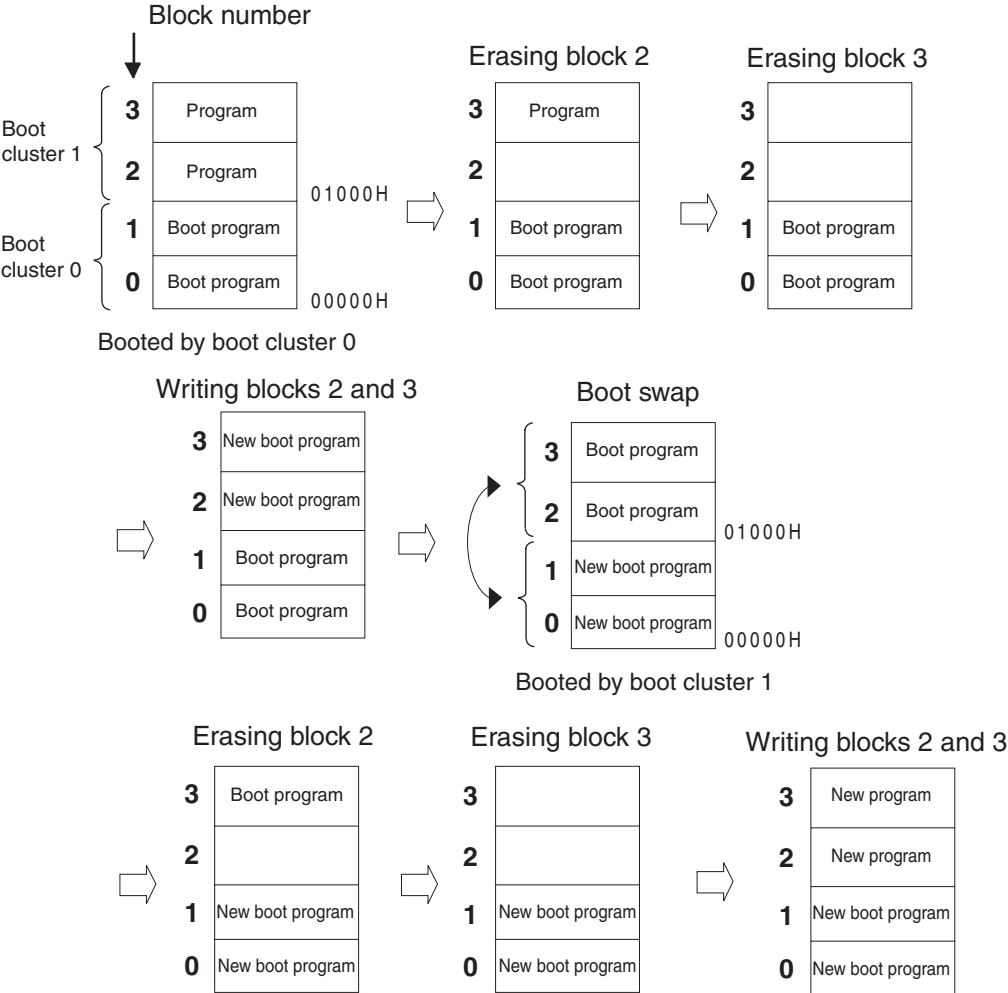 Block number
Erasing block 2
Erasing block 3
Boot
cluster 1
3 Program
2 Program
01000H
Boot
cluster 0
1 Boot program
0 Boot program
00000H
Booted by boot cluster 0
3 Program
2
1 Boot program
0 Boot program
3
2
1 Boot program
0 Boot program
Writing blocks 2 and 3
3 New boot program
2 New boot program
1 Boot program
0 Boot program
Boot swap
3 Boot program
2 Boot program
01000H
1 New boot program
0 New boot program
00000H
Booted by boot cluster 1
Erasing block 2
3 Boot program
2
1 New boot program
0 New boot program
Erasing block 3
3
2
1 New boot program
0 New boot program
Writing blocks 2 and 3
3 New program
2 New program
1 New boot program
0 New boot program